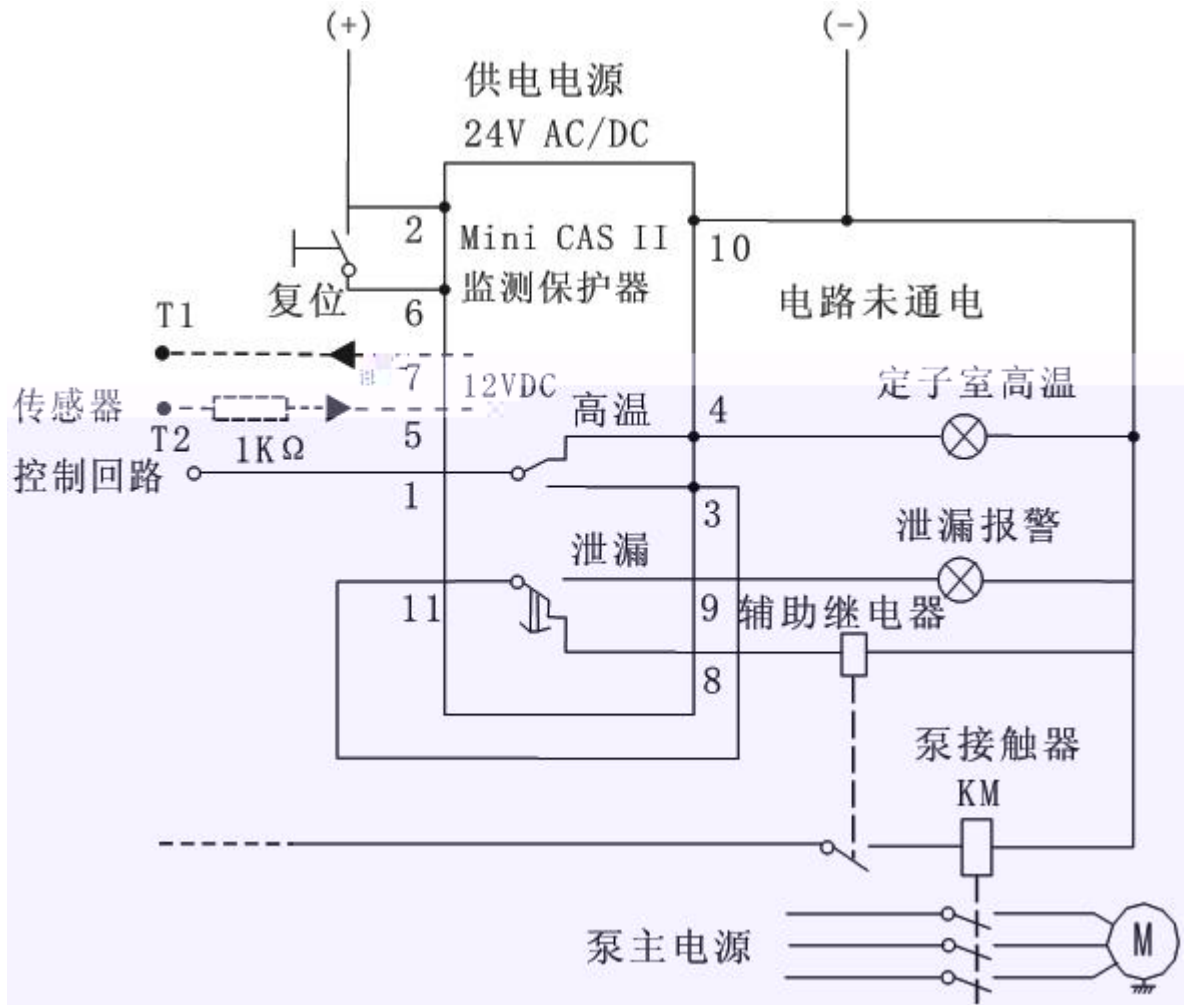 (+)
(-)
供电电源
24V AC/DC
2
Mini CAS II
10
监测保护器
复位
6
电路未通电
T1
7
12VDC
定子室高温
传感器
高温
4
T2
1KΩ
5
控制回路
1
3
泄漏报警
泄漏
11
9
辅助继电器
8
泵接触器
KM
泵主电源
M